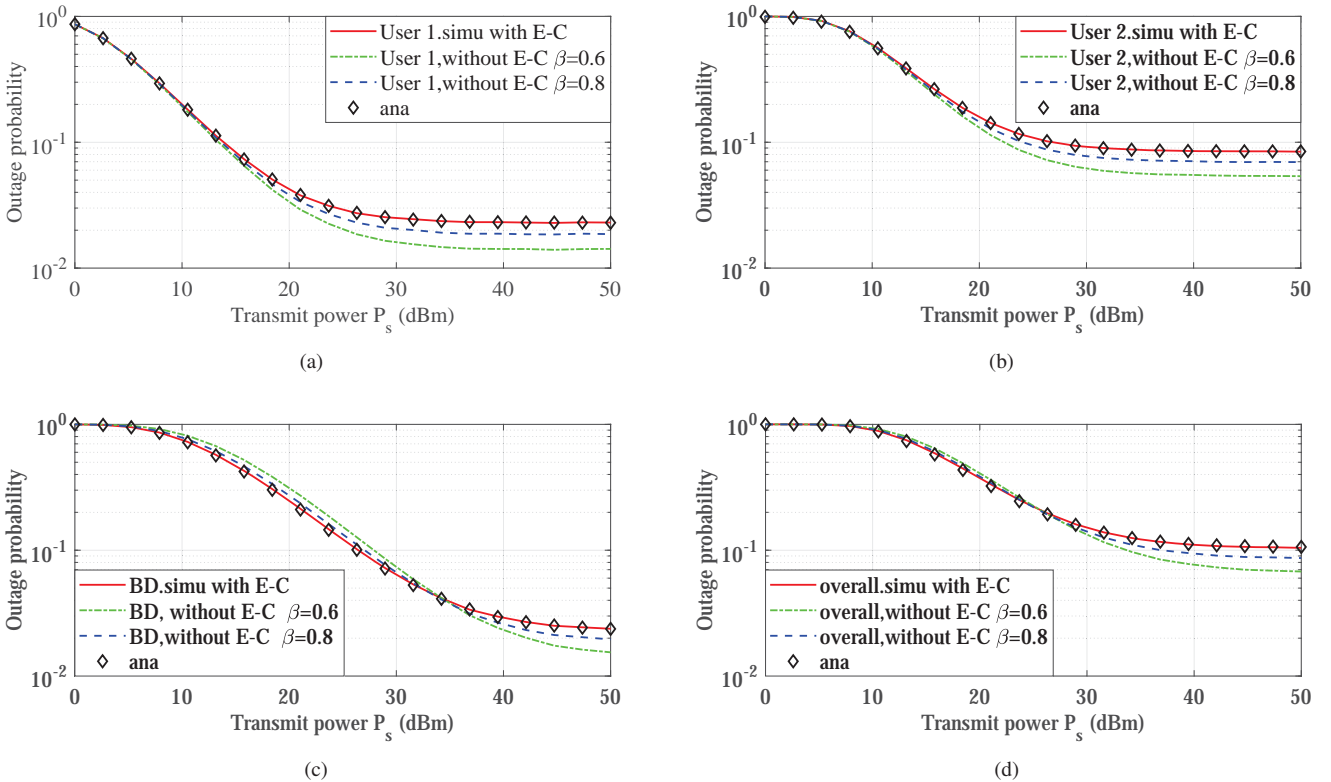 10^0
10^-1
10^-2
Outage probability
User 1.simu with E-C
User 1,without E-C β=0.6
User 1,without E-C β=0.8
ana
0 10 20 30 40 50
Transmit power P_s (dBm)
(a)
10^0
10^-1
10^-2
Outage probability
User 2.simu with E-C
User 2,without E-C β=0.6
User 2,without E-C β=0.8
ana
0 10 20 30 40 50
Transmit power P_s (dBm)
(b)
10^0
10^-1
10^-2
Outage probability
BD.simu with E-C
BD, without E-C β=0.6
BD,without E-C β=0.8
ana
0 10 20 30 40 50
Transmit power P_s (dBm)
(c)
10^0
10^-1
10^-2
Outage probability
overall.simu with E-C
overall,without E-C β=0.6
overall,without E-C β=0.8
ana
0 10 20 30 40 50
Transmit power P_s (dBm)
(d)